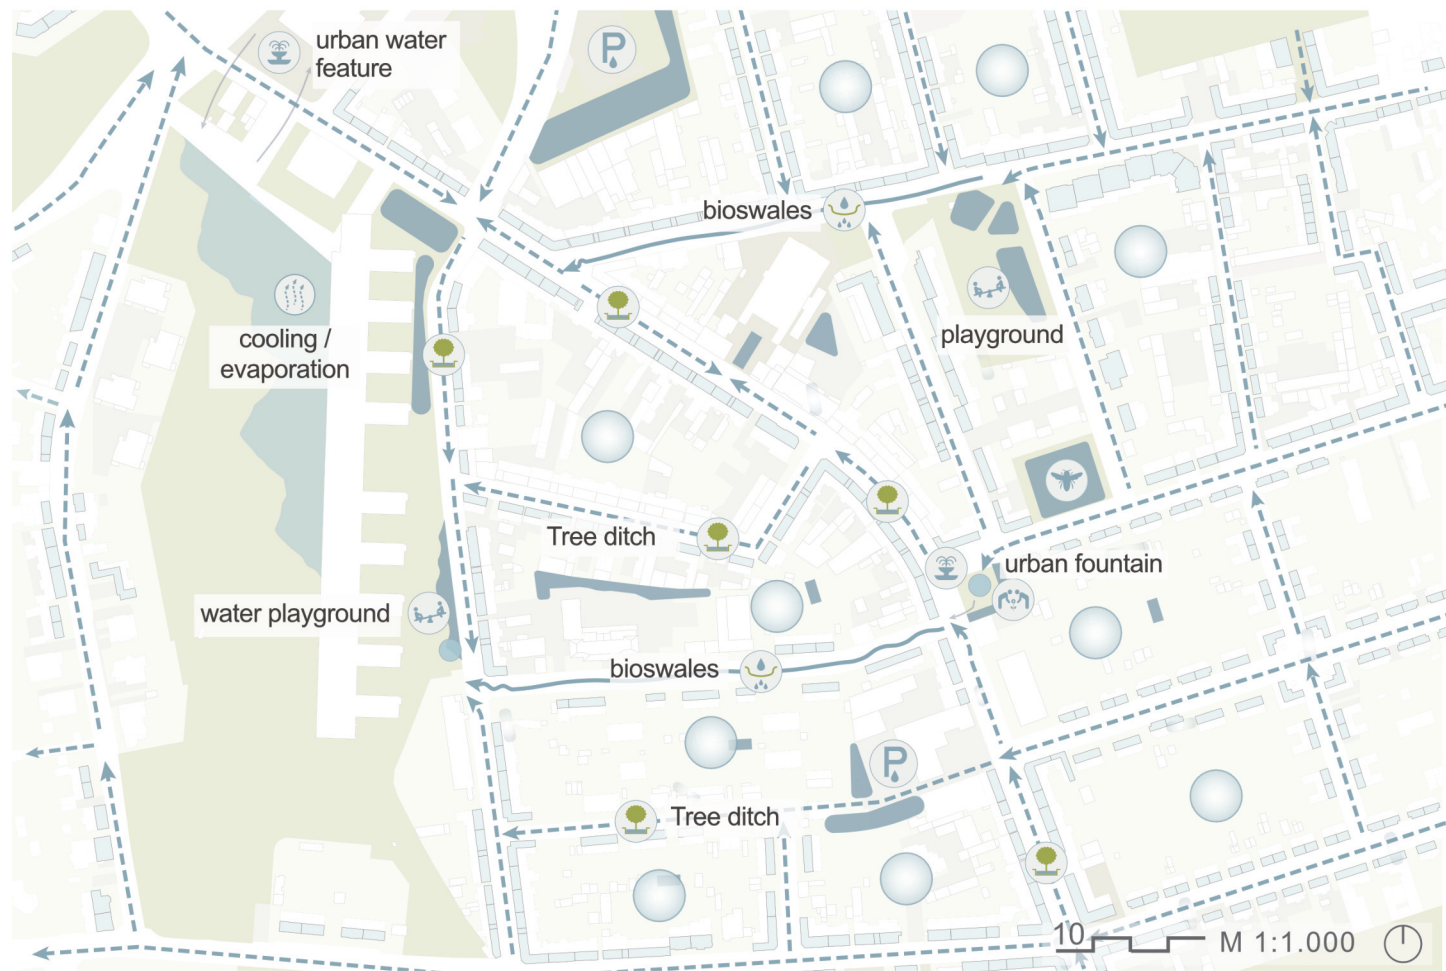 urban water
feature
P
bioswales
playground
cooling /
evaporation
Tree ditch
urban fountain
water playground
bioswales
P
Tree ditch
10
M 1:1.000